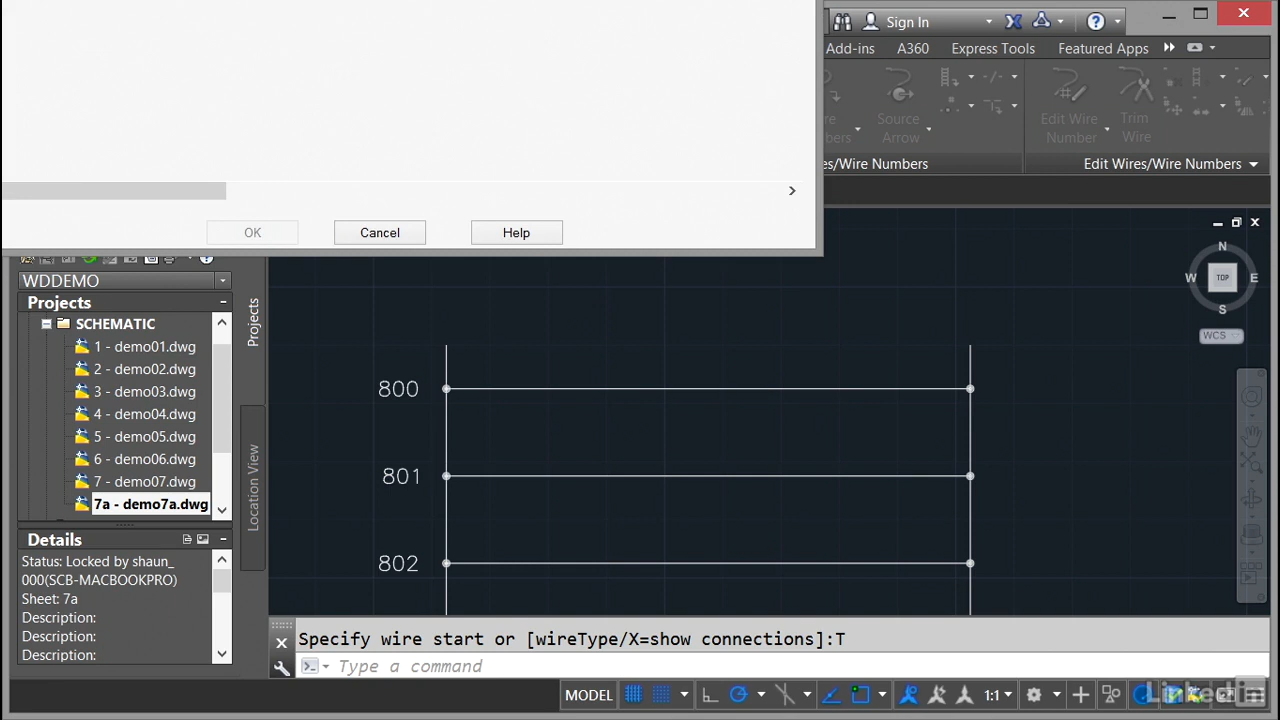 Sign In
Add-ins A360 Express Tools Featured Apps
Source Arrow
Edit Wire Number
Trim Wire
es/Wire Numbers
Edit Wires/Wire Numbers
OK Cancel Help
WDDEMO
Projects
SCHEMATIC
1 - demo01.dwg
2 - demo02.dwg
3 - demo03.dwg
4 - demo04.dwg
5 - demo05.dwg
6 - demo06.dwg
7 - demo07.dwg
7a - demo7a.dwg
Projects
Location View
Details
Status: Locked by shaun_
000(SCB-MACBOOKPRO)
Sheet: 7a
Description:
Description:
Description:
N
W TOP E
S
WCS
800
801
802
Specify wire start or [wireType/X=show connections]:T
Type a command
MODEL 1:1
LinkedIn